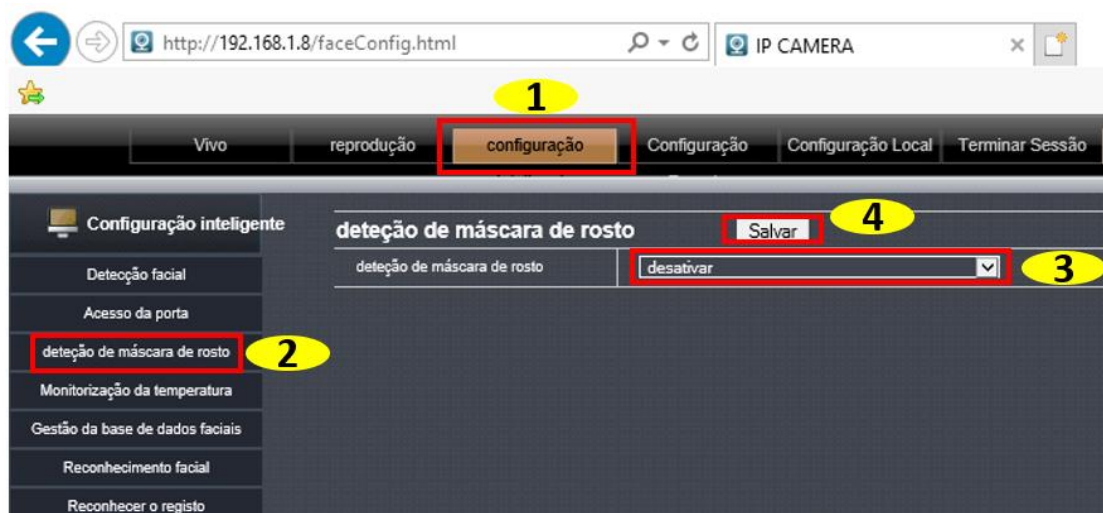 http://192.168.1.8/faceConfig.html
IP CAMERA
1
Vivo
reprodução
configuração
Configuração
Configuração Local
Terminar Sessão
Configuração inteligente
deteção de máscara de rosto
Salvar
4
deteção de máscara de rosto
desativar
3
Detecção facial
Acesso da porta
deteção de máscara de rosto
2
Monitorização da temperatura
Gestão da base de dados faciais
Reconhecimento facial
Reconhecer o registo